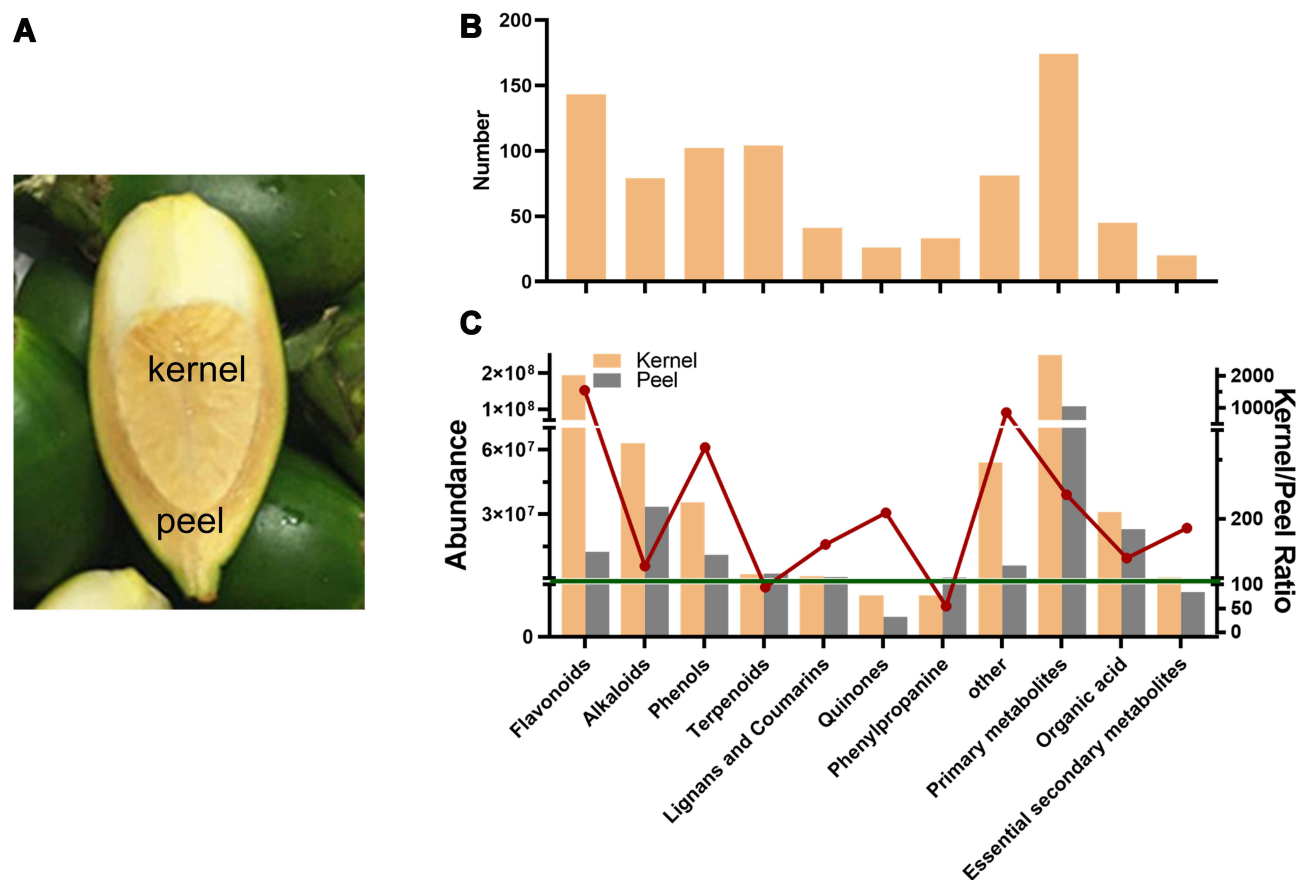 A
kernel
peel
B
200
150
100
50
0
Number
C
Kernel
Peel
2×10⁸
1×10⁸
6×10⁷
3×10⁷
0
Abundance
2000
1000
200
100
50
0
Kernel/Peel Ratio
Flavonoids
Alkaloids
Phenols
Terpenoids
Lignans and Coumarins
Quinones
Phenylpropanine
other
Primary metabolites
Organic acid
Essential secondary metabolites